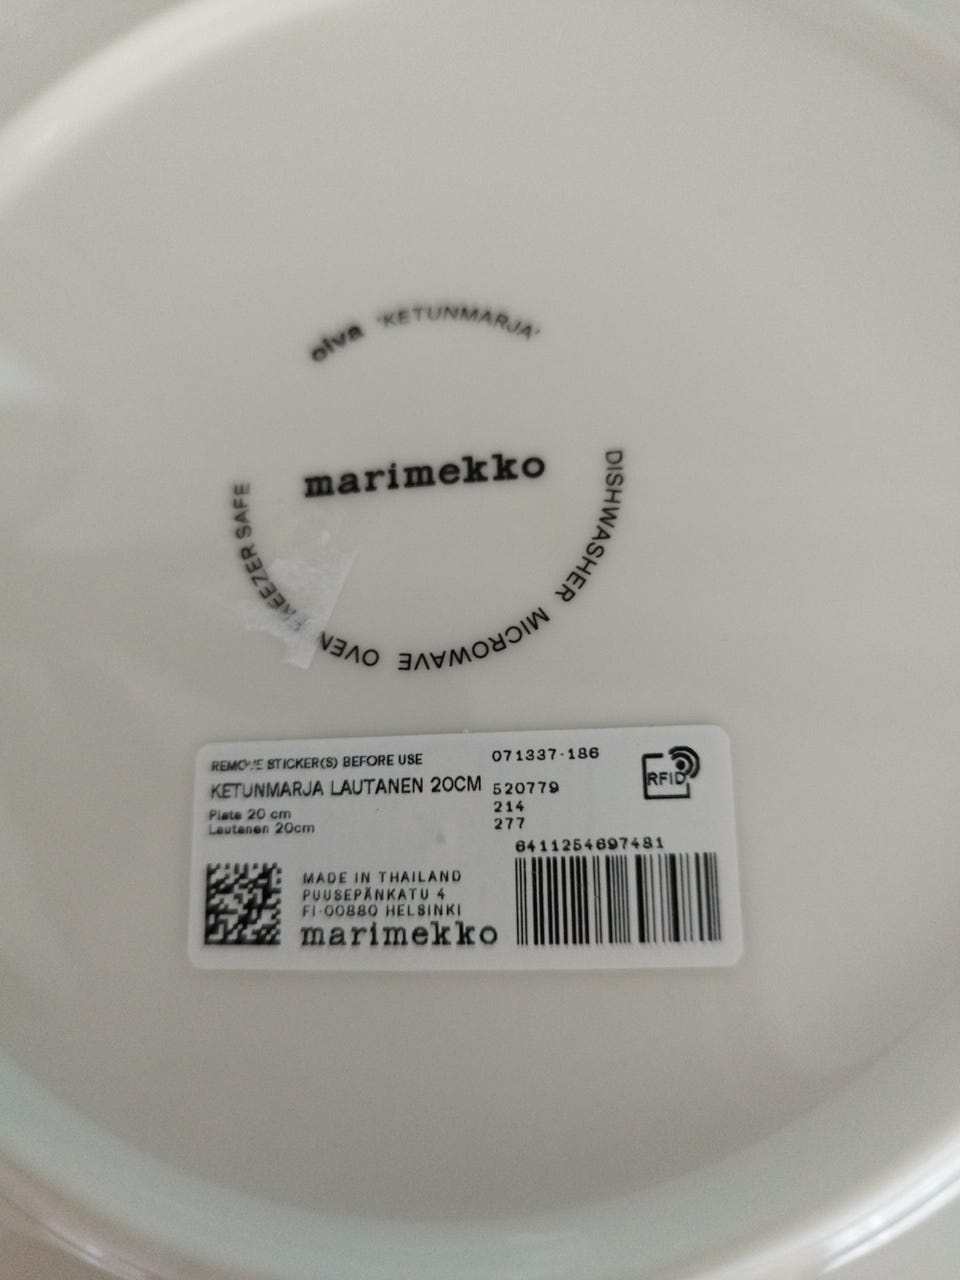 oiva 'KETUNMARJA'
marimekko
DISHWASHER MICROWAVE OVEN FREEZER SAFE
REMOVE STICKER(S) BEFORE USE
071337-186
KETUNMARJA LAUTANEN 20CM
520779
Plate 20 cm
214
Lautanen 20cm
277
6411254697481
RFID
MADE IN THAILAND
PUUSEPÄNKATU 4
FI-00880 HELSINKI
marimekko